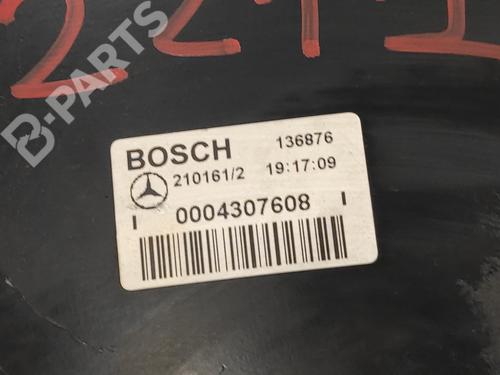 BOSCH 136876
210161/2 19:17:09
I 0004307608 I
B-PARTS